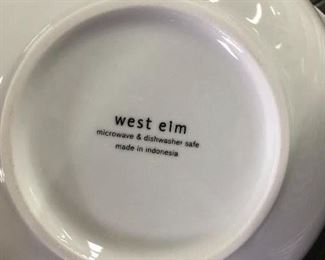 west elm
microwave & dishwasher safe
made in indonesia